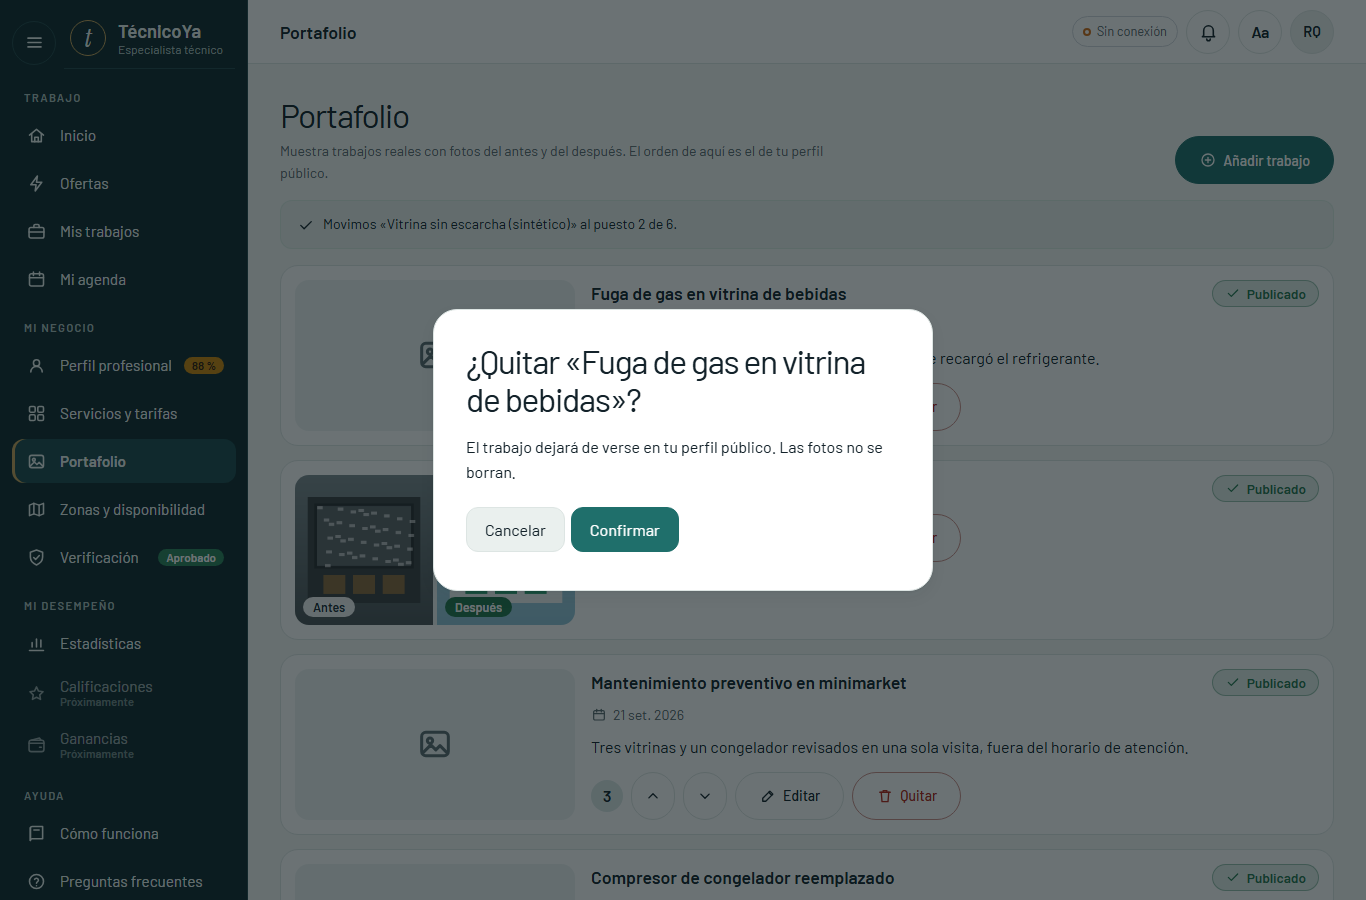 t
TécnicoYa
Especialista técnico
TRABAJO
Inicio
Ofertas
Mis trabajos
Mi agenda
MI NEGOCIO
Perfil profesional 88 %
Servicios y tarifas
Portafolio
Zonas y disponibilidad
Verificación Aprobado
MI DESEMPEÑO
Estadísticas
Calificaciones
Próximamente
Ganancias
Próximamente
AYUDA
Cómo funciona
Preguntas frecuentes
Portafolio
Sin conexión
Aa
RQ
Portafolio
Muestra trabajos reales con fotos del antes y del después. El orden de aquí es el de tu perfil
público.
Añadir trabajo
Movimos «Vitrina sin escarcha (sintético)» al puesto 2 de 6.
Fuga de gas en vitrina de bebidas
Publicado
recargó el refrigerante.
¿Quitar «Fuga de gas en vitrina
de bebidas»?
El trabajo dejará de verse en tu perfil público. Las fotos no se
borran.
Cancelar
Confirmar
Publicado
Antes
Después
Mantenimiento preventivo en minimarket
Publicado
21 set. 2026
Tres vitrinas y un congelador revisados en una sola visita, fuera del horario de atención.
3
Editar
Quitar
Compresor de congelador reemplazado
Publicado